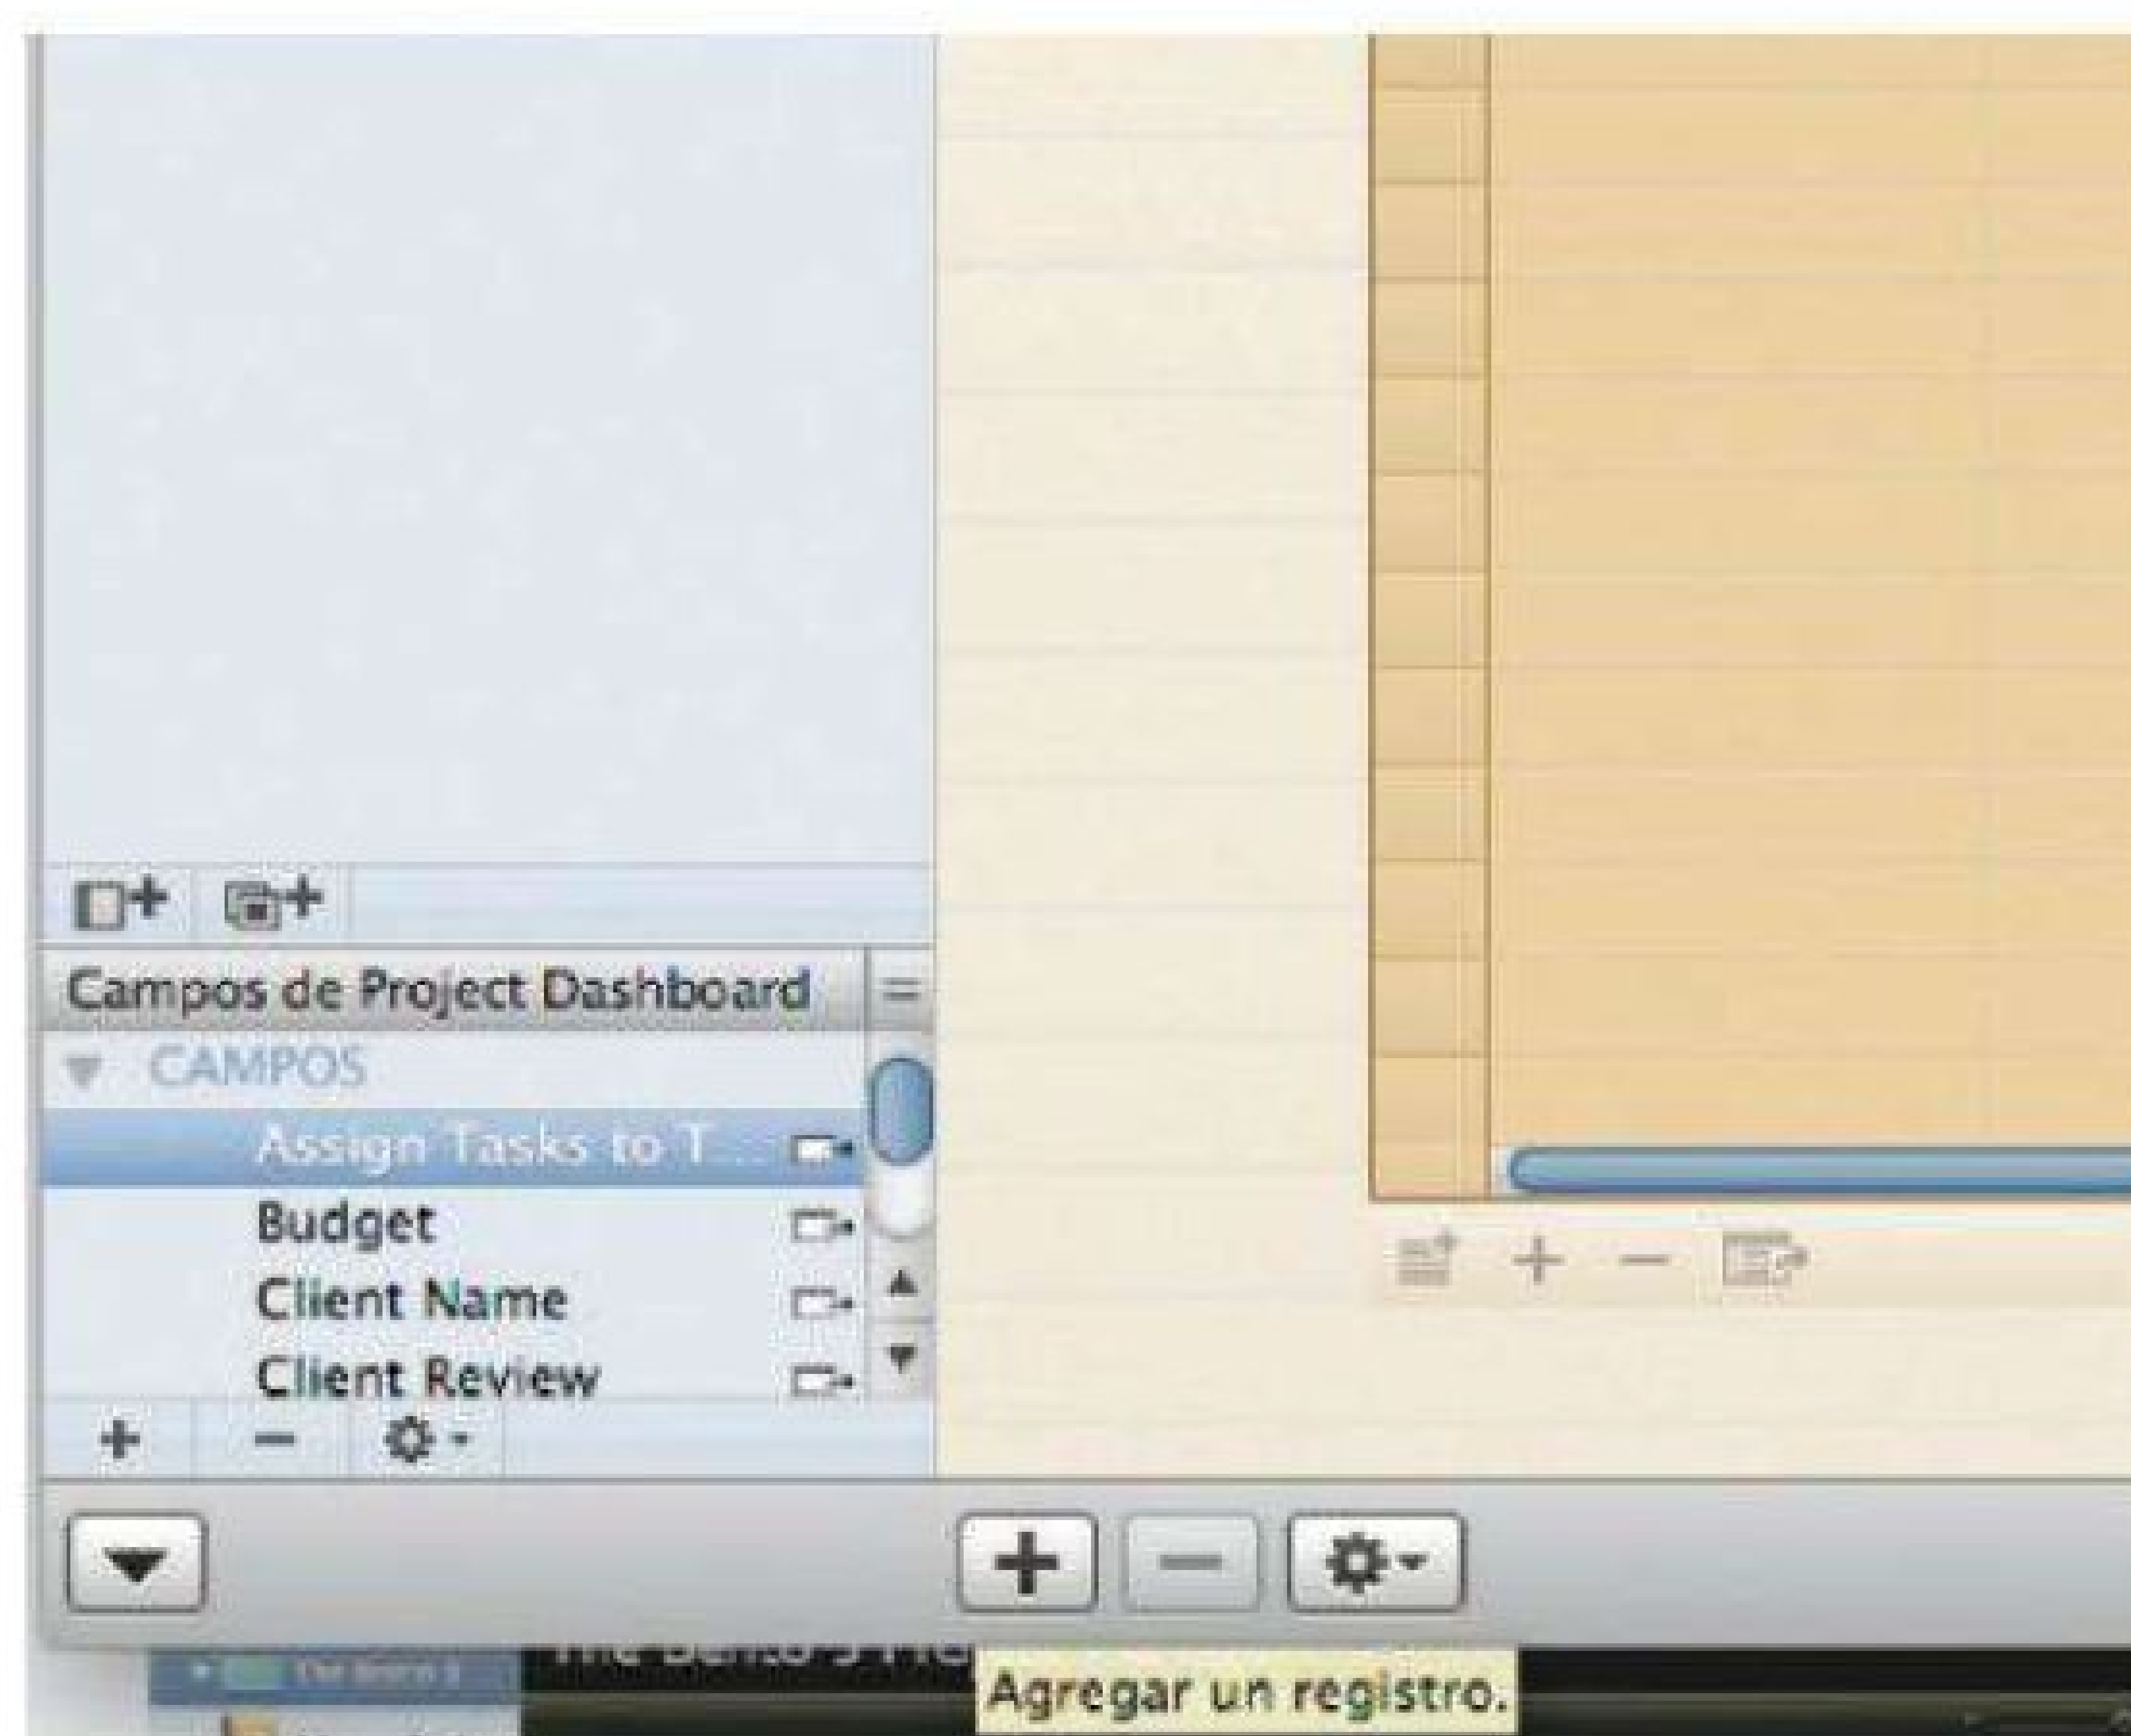 Campos de Project Dashboard
CAMPOS
Assign Tasks to T...
Budget
Client Name
Client Review
Agregar un registro.